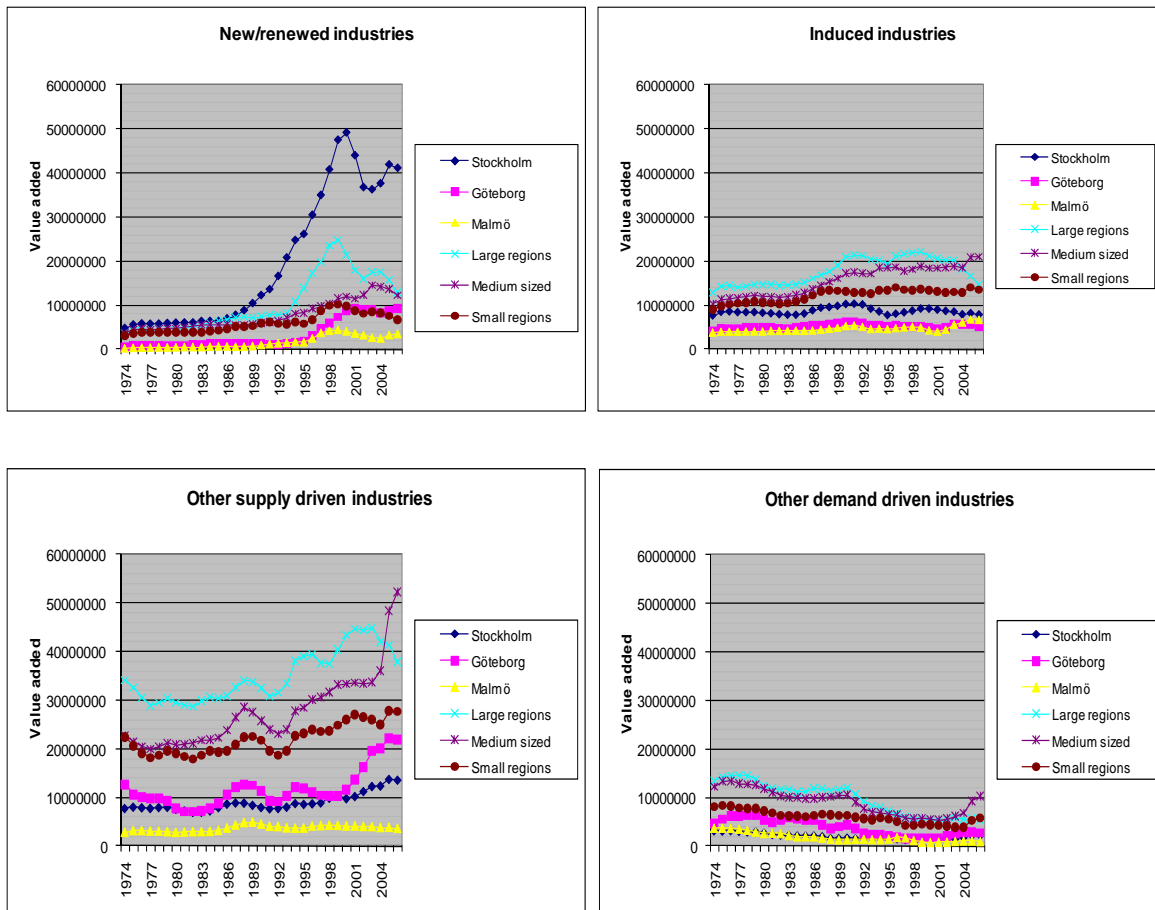 New/renewed industries
Value added
60000000
50000000
40000000
30000000
20000000
10000000
0
1974
1977
1980
1983
1986
1989
1992
1995
1998
2001
2004
Stockholm
Göteborg
Malmö
Large regions
Medium sized
Small regions
Induced industries
Value added
60000000
50000000
40000000
30000000
20000000
10000000
0
1974
1977
1980
1983
1986
1989
1992
1995
1998
2001
2004
Stockholm
Göteborg
Malmö
Large regions
Medium sized
Small regions
Other supply driven industries
Value added
60000000
50000000
40000000
30000000
20000000
10000000
0
1974
1977
1980
1983
1986
1989
1992
1995
1998
2001
2004
Stockholm
Göteborg
Malmö
Large regions
Medium sized
Small regions
Other demand driven industries
Value added
60000000
50000000
40000000
30000000
20000000
10000000
0
1974
1977
1980
1983
1986
1989
1992
1995
1998
2001
2004
Stockholm
Göteborg
Malmö
Large regions
Medium sized
Small regions